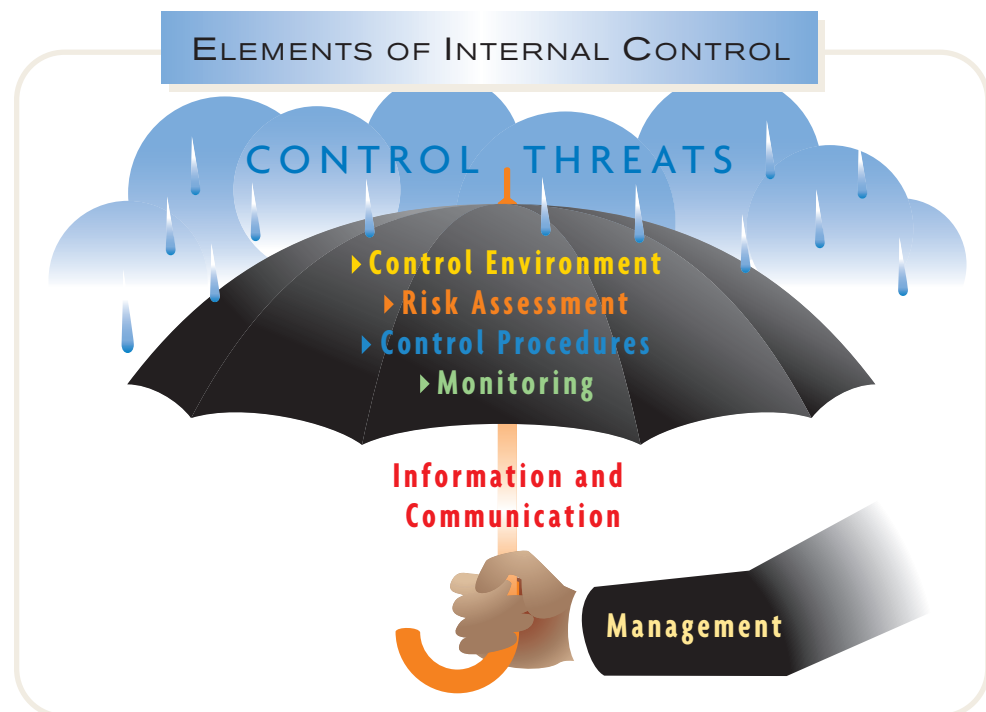 ELEMENTS OF INTERNAL CONTROL
CONTROL THREATS
Control Environment
Risk Assessment
Control Procedures
Monitoring
Information and
Communication
Management